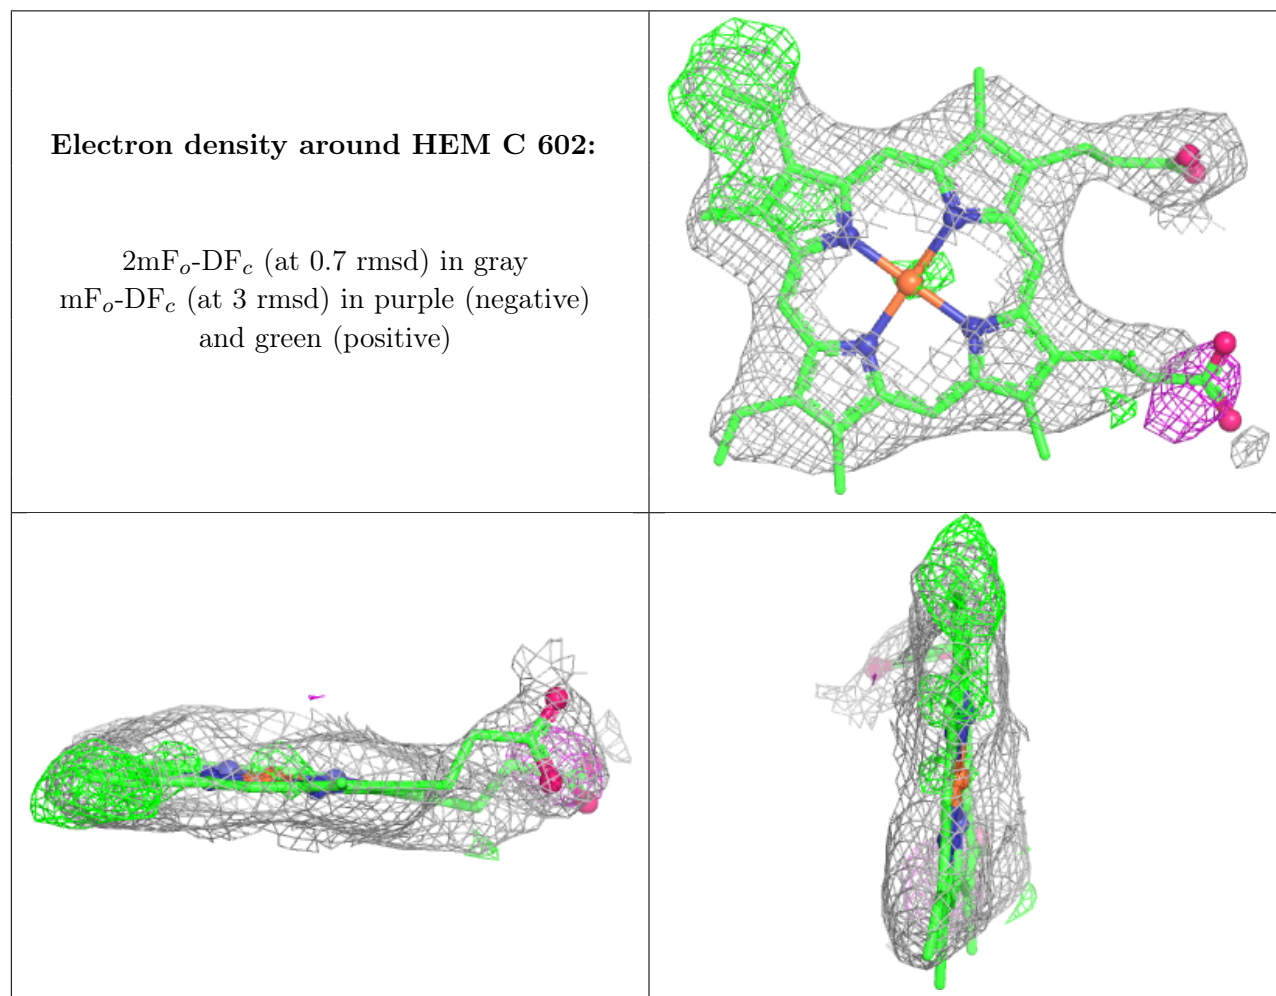 Electron density around HEM C 602:
2mFo-DFc (at 0.7 rmsd) in gray
mFo-DFc (at 3 rmsd) in purple (negative)
and green (positive)